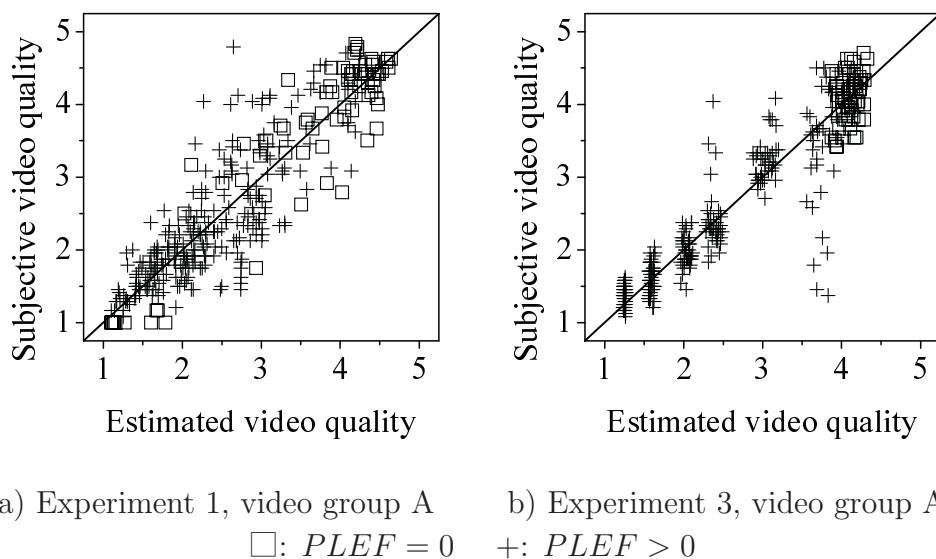 5
4
3
2
1
Subjective video quality
1 2 3 4 5
Estimated video quality
5
4
3
2
1
Subjective video quality
1 2 3 4 5
Estimated video quality
a) Experiment 1, video group A
b) Experiment 3, video group A
□: PLEF = 0 +: PLEF > 0